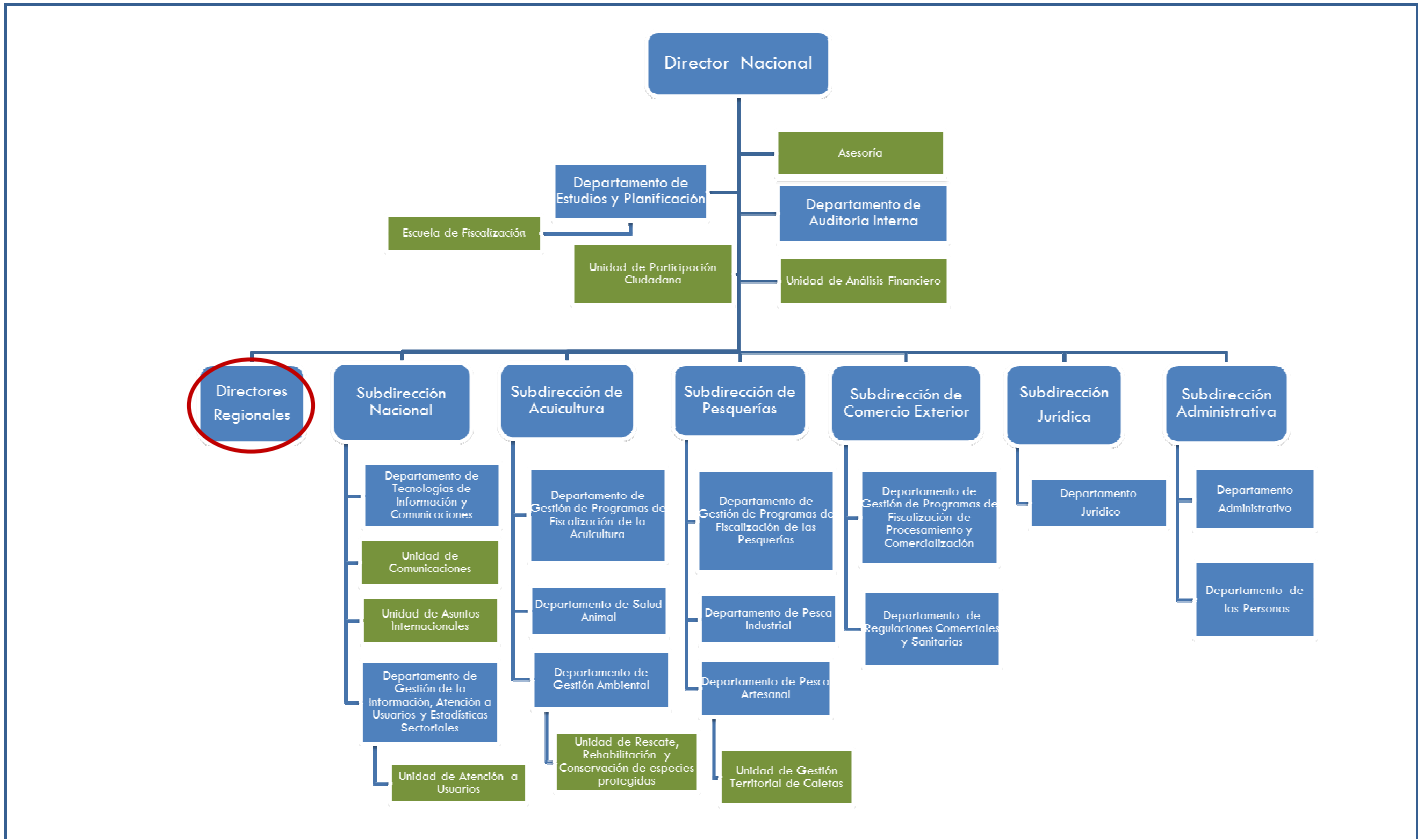 Director Nacional
Asesoría
Departamento de
Estudios y Planificación
Departamento de
Auditoría Interna
Escuela de Fiscalización
Unidad de Participación
Ciudadana
Unidad de Análisis Financiero
Directores
Regionales
Subdirección
Nacional
Subdirección de
Acuicultura
Subdirección de
Pesquerías
Subdirección de
Comercio Exterior
Subdirección
Jurídica
Subdirección
Administrativa
Departamento de
Tecnologías de
Información y
Comunicaciones
Unidad de
Comunicaciones
Unidad de Asuntos
Internacionales
Departamento de
Gestión de la
Información, Atención a
Usuarios y Estadísticas
Sectoriales
Unidad de Atención a
Usuarios
Departamento de
Gestión de Programas de
Fiscalización de la
Acuicultura
Departamento de Salud
Animal
Departamento de
Gestión Ambiental
Unidad de Rescate,
Rehabilitación y
Conservación de especies
protegidas
Departamento de
Gestión de Programas de
Fiscalización de las
Pesquerías
Departamento de Pesca
Industrial
Departamento de Pesca
Artesanal
Unidad de Gestión
Territorial de Caletas
Departamento de
Gestión de Programas de
Fiscalización de
Procesamiento y
Comercialización
Departamento de
Regulaciones Comerciales
y Sanitarias
Departamento
Jurídico
Departamento
Administrativo
Departamento de
las Personas